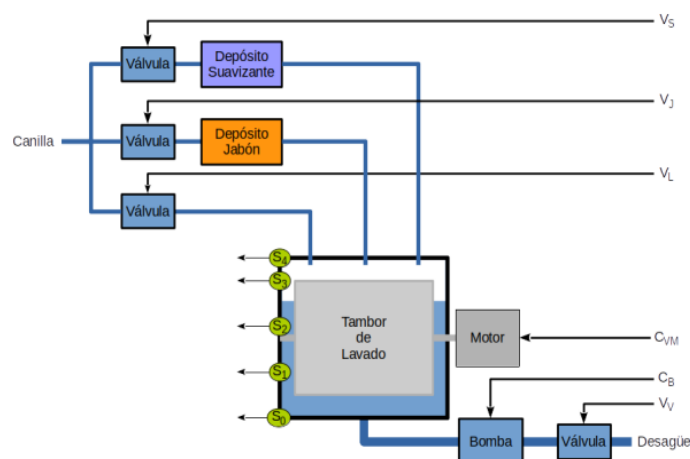 V_S
Válvula
Depósito
Suavizante
V_J
Canilla
Válvula
Depósito
Jabón
V_L
Válvula
S_4
S_3
S_2
S_1
S_0
Tambor
de
Lavado
Motor
C_VM
C_B
V_V
Bomba
Válvula
Desagüe